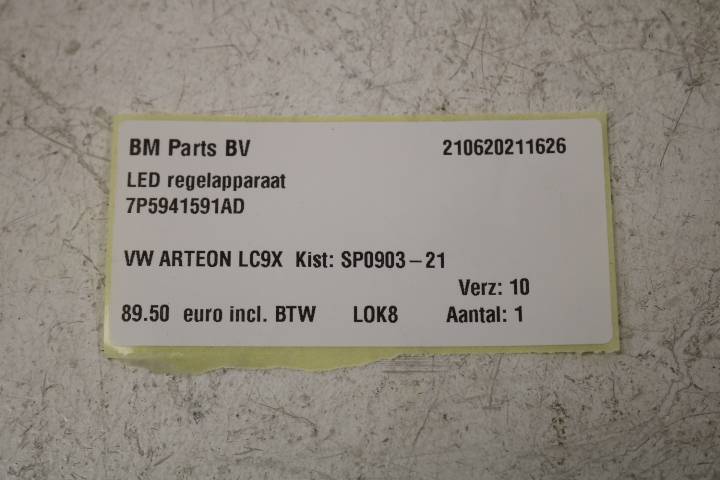 BM Parts BV 210620211626
LED regelapparaat
7P5941591AD
VW ARTEON LC9X Kist: SP0903-21
Verz: 10
89.50 euro incl. BTW LOK8 Aantal: 1